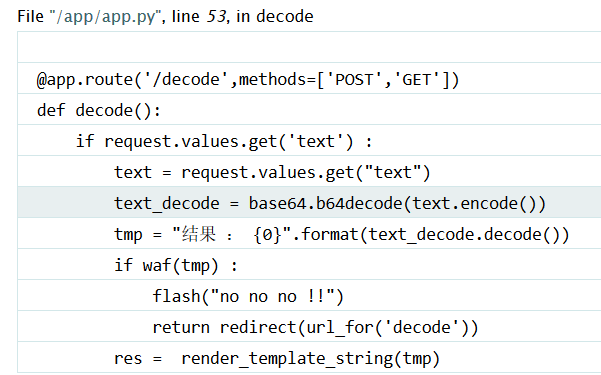 File "/app/app.py", line 53, in decode
@app.route('/decode',methods=['POST','GET'])
def decode():
    if request.values.get('text') :
        text = request.values.get("text")
        text_decode = base64.b64decode(text.encode())
        tmp = "结果 ： {0}".format(text_decode.decode())
        if waf(tmp) :
            flash("no no no !!")
            return redirect(url_for('decode'))
        res =  render_template_string(tmp)